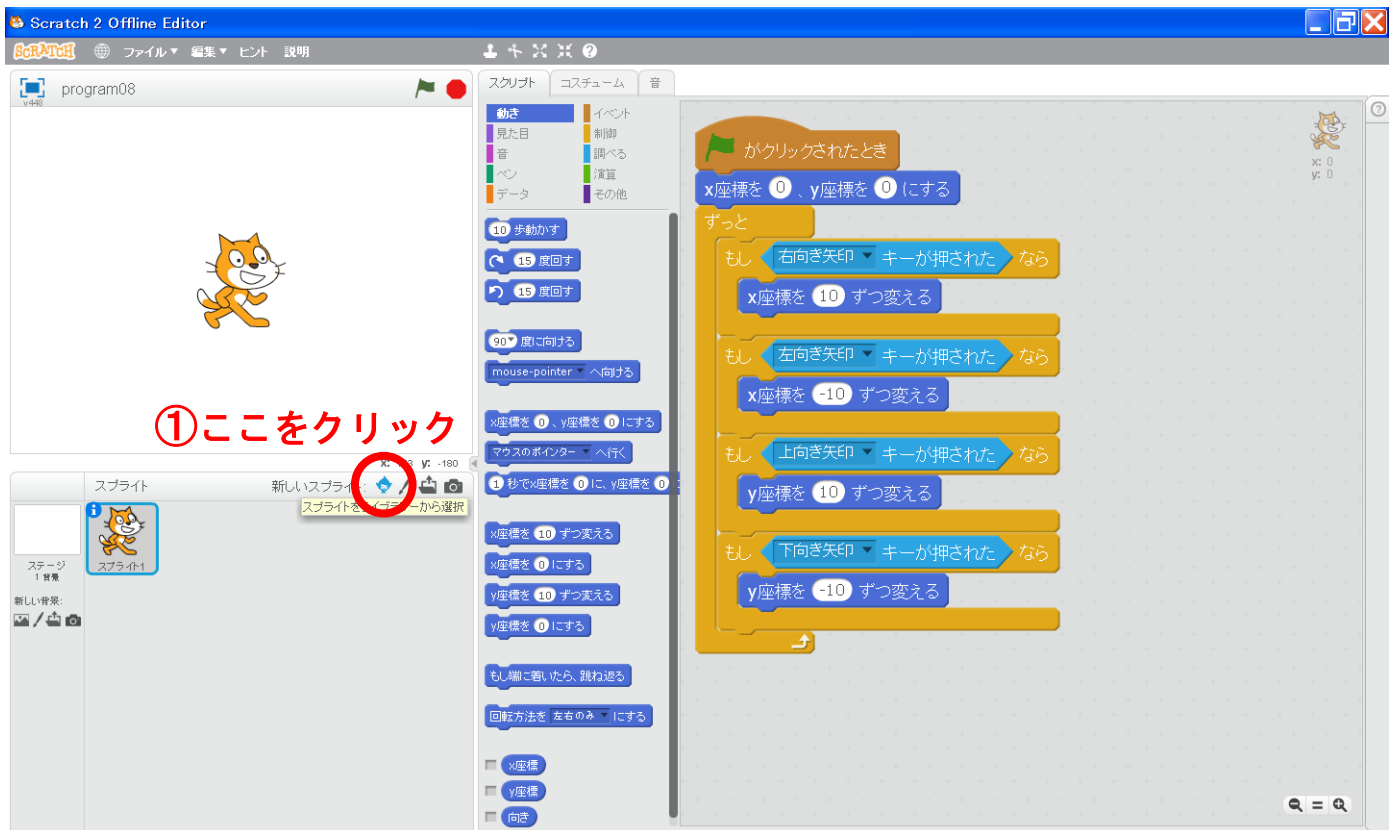 Scratch 2 Offline Editor
SCRATCH ファイル▼ 編集▼ ヒント 説明
v448
program08
①ここをクリック
y: -180
スプライト 新しいスプライト:
スプライトをライブラリーから選択
ステージ
1 背景
スプライト1
新しい背景:
スクリプト コスチューム 音
動き イベント
見た目 制御
音 調べる
ペン 演算
データ その他
10 歩動かす
15 度回す
15 度回す
90▼ 度に向ける
mouse-pointer▼ へ向ける
x座標を 0 、y座標を 0 にする
マウスのポインター▼ へ行く
1 秒でx座標を 0 に、y座標を 0
x座標を 10 ずつ変える
x座標を 0 にする
y座標を 10 ずつ変える
y座標を 0 にする
もし端に着いたら、跳ね返る
回転方法を 左右のみ▼ にする
x座標
y座標
向き
がクリックされたとき
x座標を 0 、y座標を 0 にする
ずっと
もし 右向き矢印▼ キーが押された なら
x座標を 10 ずつ変える
もし 左向き矢印▼ キーが押された なら
x座標を -10 ずつ変える
もし 上向き矢印▼ キーが押された なら
y座標を 10 ずつ変える
もし 下向き矢印▼ キーが押された なら
y座標を -10 ずつ変える
x: 0
y: 0